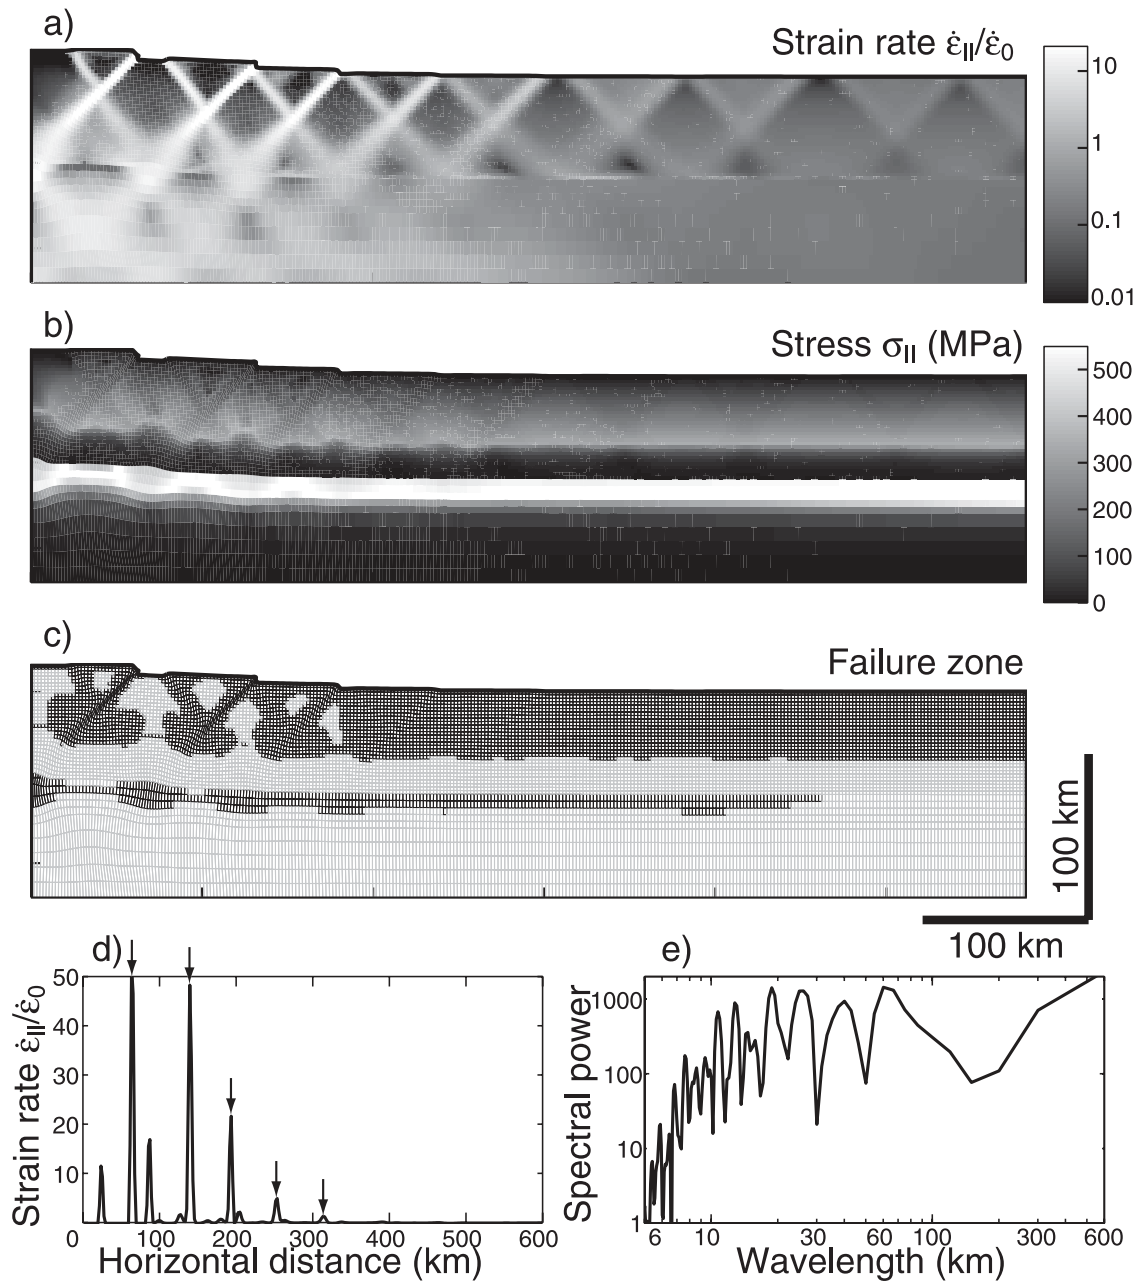 a)
Strain rate ε̇II/ε̇0
10
1
0.1
0.01
b)
Stress σII (MPa)
500
400
300
200
100
0
c)
Failure zone
100 km
100 km
d)
50
40
30
20
10
0 100 200 300 400 500 600
Strain rate ε̇II/ε̇0
Horizontal distance (km)
e)
1000
100
10
1
6 10 30 60 100 300 600
Spectral power
Wavelength (km)